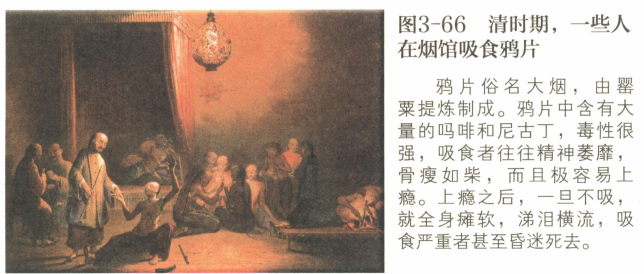 图3-66 清时期，一些人
在烟馆吸食鸦片
鸦片俗名大烟，由罂
粟提炼制成。鸦片中含有大
量的吗啡和尼古丁，毒性很
强，吸食者往往精神萎靡，
骨瘦如柴，而且极容易上
瘾。上瘾之后，一旦不吸，
就全身瘫软，涕泪横流，吸
食严重者甚至昏迷死去。